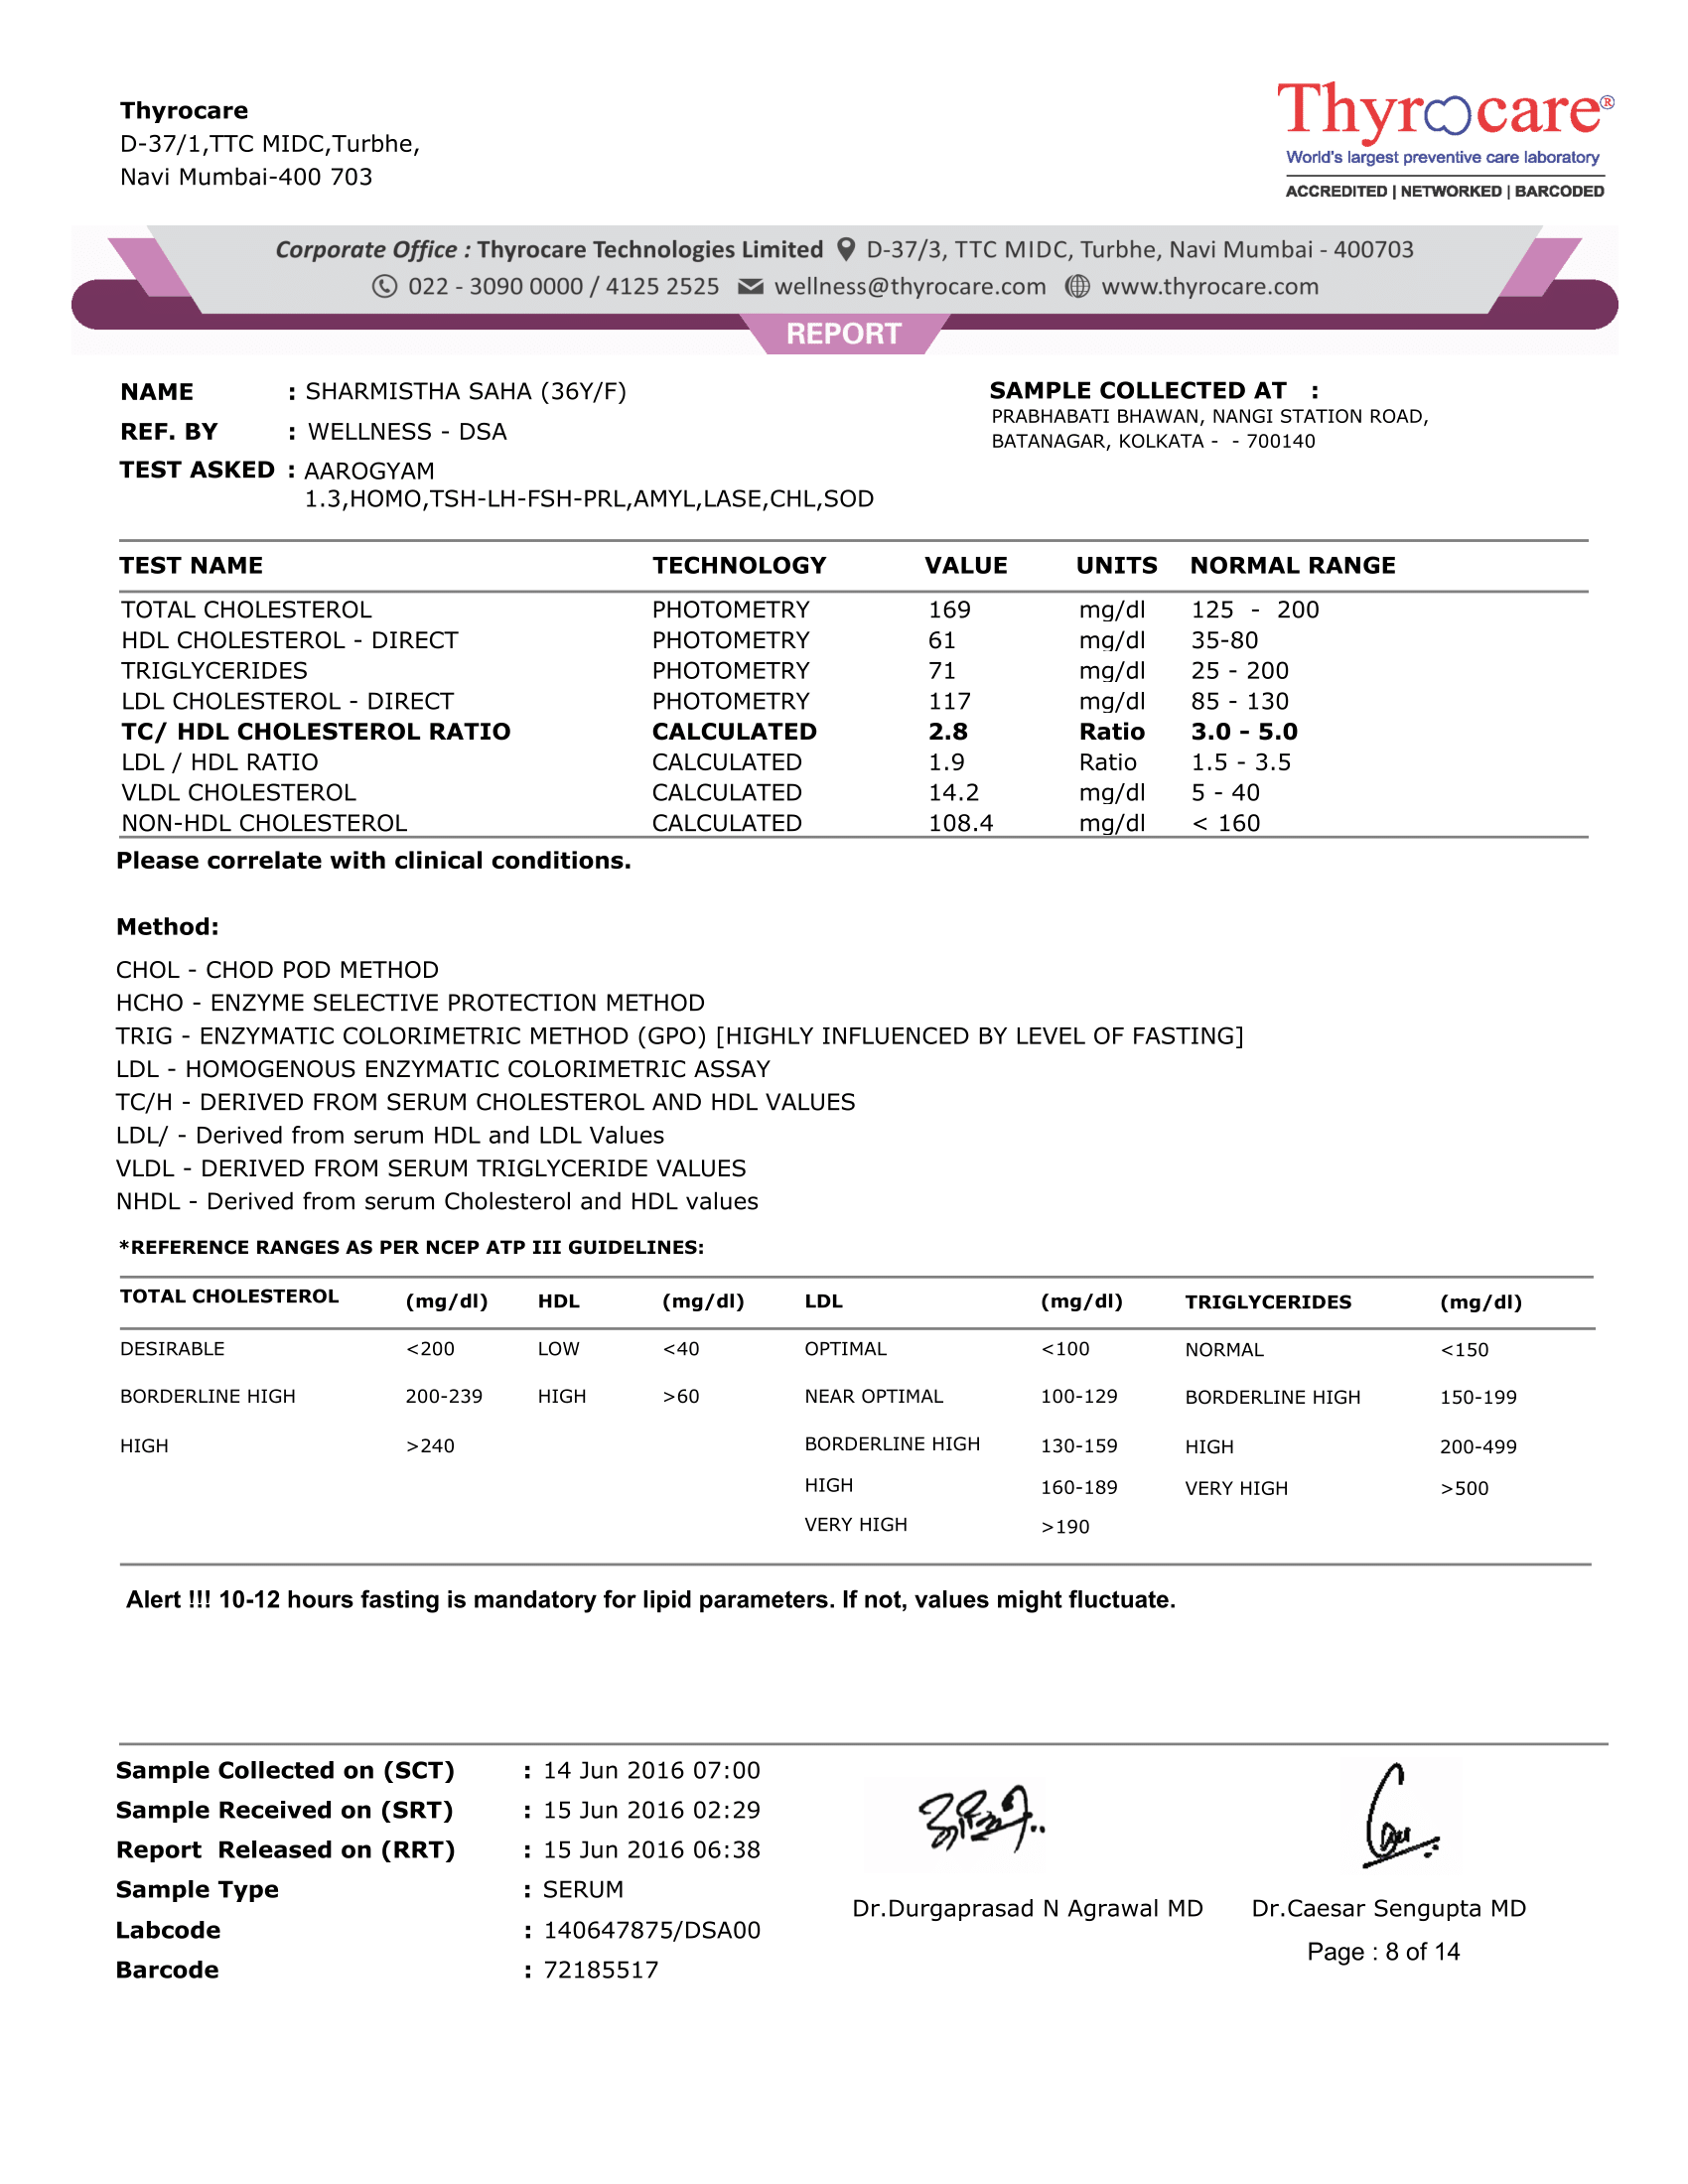 Thyrocare
D-37/1,TTC MIDC,Turbhe,
Navi Mumbai-400 703
Thyrocare®
World's largest preventive care laboratory
ACCREDITED | NETWORKED | BARCODED
Corporate Office : Thyrocare Technologies Limited D-37/3, TTC MIDC, Turbhe, Navi Mumbai - 400703
022 - 3090 0000 / 4125 2525 wellness@thyrocare.com www.thyrocare.com
REPORT
NAME : SHARMISTHA SAHA (36Y/F)
REF. BY : WELLNESS - DSA
TEST ASKED : AAROGYAM
1.3,HOMO,TSH-LH-FSH-PRL,AMYL,LASE,CHL,SOD
SAMPLE COLLECTED AT :
PRABHABATI BHAWAN, NANGI STATION ROAD,
BATANAGAR, KOLKATA - - 700140
TEST NAME TECHNOLOGY VALUE UNITS NORMAL RANGE
TOTAL CHOLESTEROL PHOTOMETRY 169 mg/dl 125 - 200
HDL CHOLESTEROL - DIRECT PHOTOMETRY 61 mg/dl 35-80
TRIGLYCERIDES PHOTOMETRY 71 mg/dl 25 - 200
LDL CHOLESTEROL - DIRECT PHOTOMETRY 117 mg/dl 85 - 130
TC/ HDL CHOLESTEROL RATIO CALCULATED 2.8 Ratio 3.0 - 5.0
LDL / HDL RATIO CALCULATED 1.9 Ratio 1.5 - 3.5
VLDL CHOLESTEROL CALCULATED 14.2 mg/dl 5 - 40
NON-HDL CHOLESTEROL CALCULATED 108.4 mg/dl < 160
Please correlate with clinical conditions.
Method:
CHOL - CHOD POD METHOD
HCHO - ENZYME SELECTIVE PROTECTION METHOD
TRIG - ENZYMATIC COLORIMETRIC METHOD (GPO) [HIGHLY INFLUENCED BY LEVEL OF FASTING]
LDL - HOMOGENOUS ENZYMATIC COLORIMETRIC ASSAY
TC/H - DERIVED FROM SERUM CHOLESTEROL AND HDL VALUES
LDL/ - Derived from serum HDL and LDL Values
VLDL - DERIVED FROM SERUM TRIGLYCERIDE VALUES
NHDL - Derived from serum Cholesterol and HDL values
*REFERENCE RANGES AS PER NCEP ATP III GUIDELINES:
TOTAL CHOLESTEROL (mg/dl) HDL (mg/dl) LDL (mg/dl) TRIGLYCERIDES (mg/dl)
DESIRABLE <200 LOW <40 OPTIMAL <100 NORMAL <150
BORDERLINE HIGH 200-239 HIGH >60 NEAR OPTIMAL 100-129 BORDERLINE HIGH 150-199
HIGH >240 BORDERLINE HIGH 130-159 HIGH 200-499
HIGH 160-189 VERY HIGH >500
VERY HIGH >190
Alert !!! 10-12 hours fasting is mandatory for lipid parameters. If not, values might fluctuate.
Sample Collected on (SCT) : 14 Jun 2016 07:00
Sample Received on (SRT) : 15 Jun 2016 02:29
Report Released on (RRT) : 15 Jun 2016 06:38
Sample Type : SERUM
Labcode : 140647875/DSA00
Barcode : 72185517
Dr.Durgaprasad N Agrawal MD
Dr.Caesar Sengupta MD
Page : 8 of 14